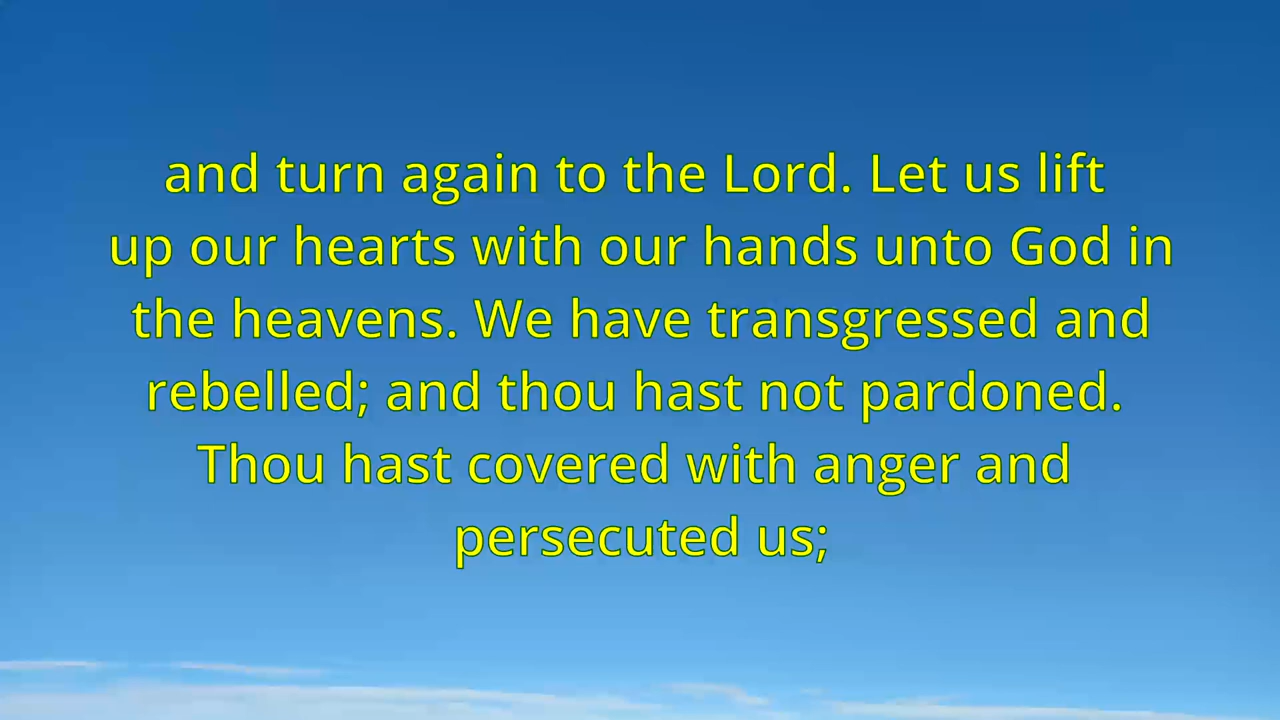 and turn again to the Lord. Let us lift
up our hearts with our hands unto God in
the heavens. We have transgressed and
rebelled; and thou hast not pardoned.
Thou hast covered with anger and
persecuted us;